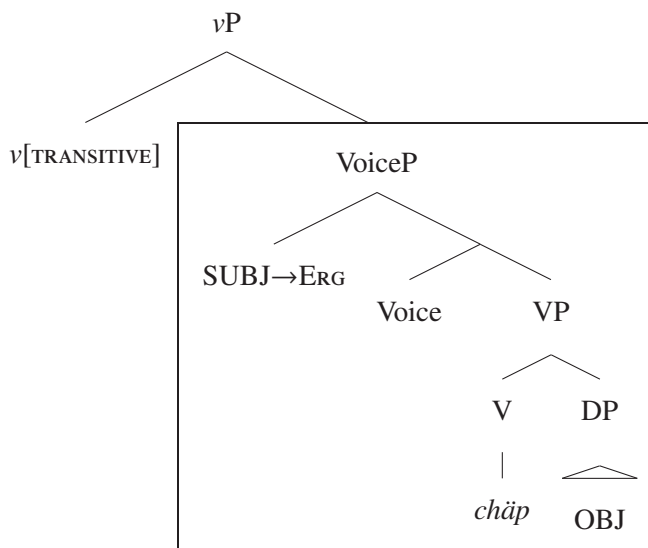 vP
v[TRANSITIVE]
VoiceP
SUBJ→ERG
Voice VP
V DP
chäp OBJ